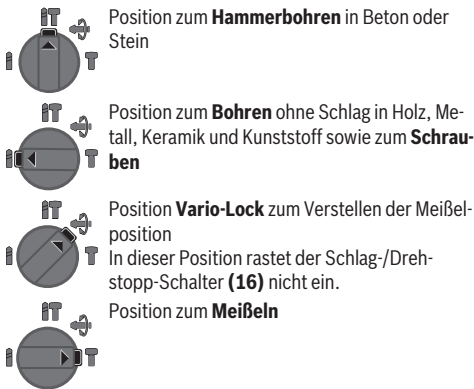 Position zum Hammerbohren in Beton oder
Stein
Position zum Bohren ohne Schlag in Holz, Me-
tall, Keramik und Kunststoff sowie zum Schrau-
ben
Position Vario-Lock zum Verstellen der Meißel-
position
In dieser Position rastet der Schlag-/Dreh-
stopp-Schalter (16) nicht ein.
Position zum Meißeln